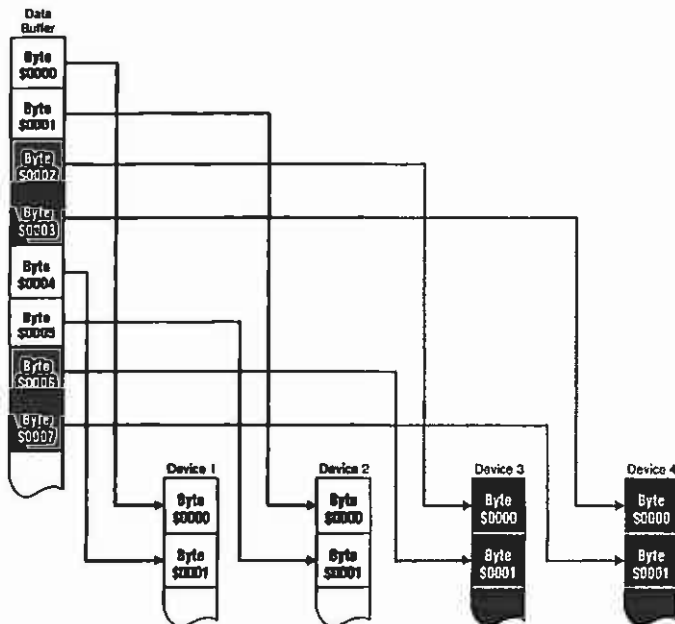 Data
Buffer
Byte
$0000
Byte
$0001
Byte
$0002
Byte
$0003
Byte
$0004
Byte
$0005
Byte
$0006
Byte
$0007
Device 1
Device 2
Device 3
Device 4
Byte
$0000
Byte
$0000
Byte
$0000
Byte
$0000
Byte
$0001
Byte
$0001
Byte
$0001
Byte
$0001